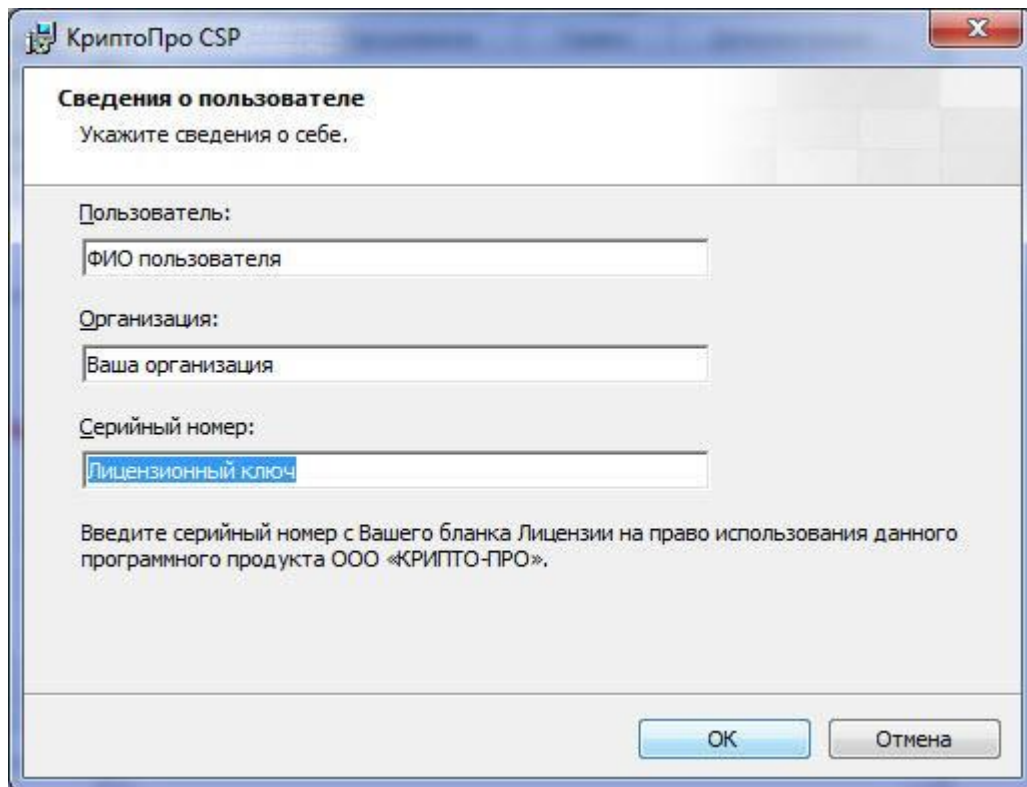 КриптоПро CSP
Сведения о пользователе
Укажите сведения о себе.
Пользователь:
ФИО пользователя
Организация:
Ваша организация
Серийный номер:
Лицензионный ключ
Введите серийный номер с Вашего бланка Лицензии на право использования данного
программного продукта ООО «КРИПТО-ПРО».
ОК
Отмена